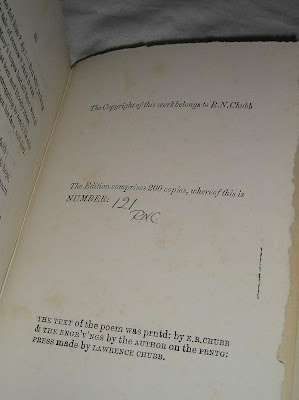 The Copyright of this work belongs to R.N.Chubb
The Edition comprises 200 copies, whereof this is
NUMBER: 121
RNC
THE TEXT of the poem was prntd: by K.R.CHUBB
& THE ENGR'V'NGS by the AUTHOR on the PRNTG:
PRESS made by LAWRENCE CHUBB.